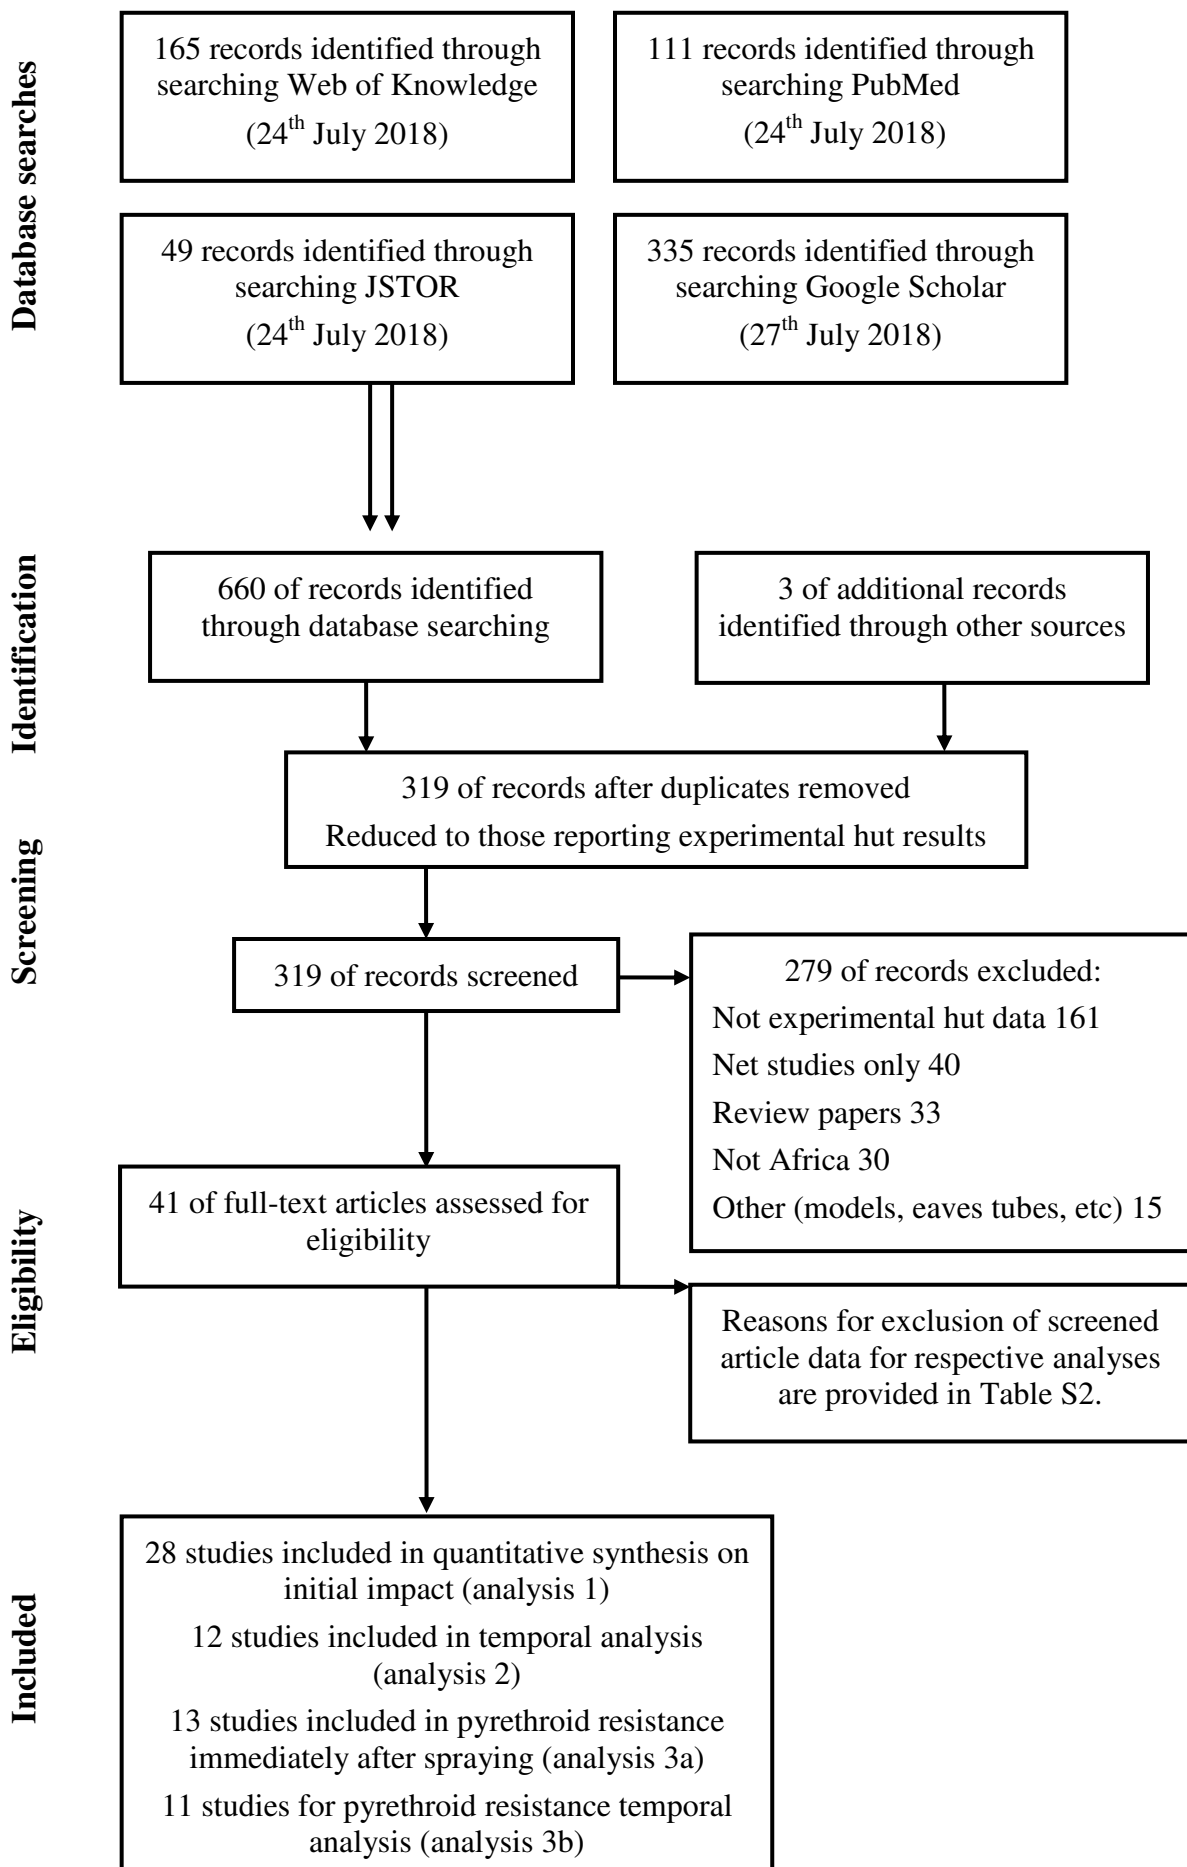 Database searches
165 records identified through
searching Web of Knowledge
(24th July 2018)
111 records identified through
searching PubMed
(24th July 2018)
49 records identified through
searching JSTOR
(24th July 2018)
335 records identified through
searching Google Scholar
(27th July 2018)
Identification
660 of records identified
through database searching
3 of additional records
identified through other sources
319 of records after duplicates removed
Reduced to those reporting experimental hut results
Screening
319 of records screened
279 of records excluded:
Not experimental hut data 161
Net studies only 40
Review papers 33
Not Africa 30
Other (models, eaves tubes, etc) 15
Eligibility
41 of full-text articles assessed for
eligibility
Reasons for exclusion of screened
article data for respective analyses
are provided in Table S2.
Included
28 studies included in quantitative synthesis on
initial impact (analysis 1)
12 studies included in temporal analysis
(analysis 2)
13 studies included in pyrethroid resistance
immediately after spraying (analysis 3a)
11 studies for pyrethroid resistance temporal
analysis (analysis 3b)